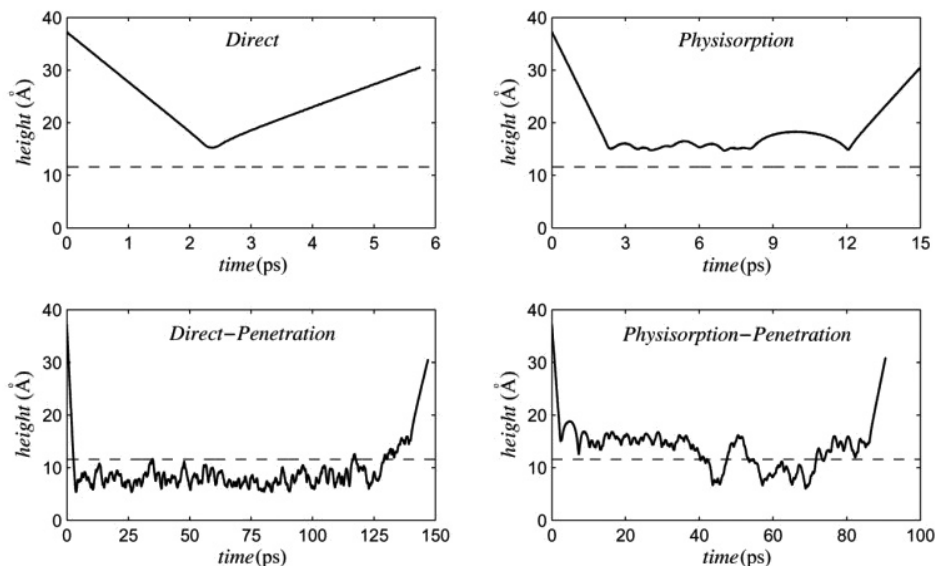 Direct
height (Å)
40
30
20
10
0
0 1 2 3 4 5 6
time(ps)
Physisorption
height (Å)
40
30
20
10
0
0 3 6 9 12 15
time(ps)
Direct−Penetration
height (Å)
40
30
20
10
0
0 25 50 75 100 125 150
time(ps)
Physisorption−Penetration
height (Å)
40
30
20
10
0
0 20 40 60 80 100
time(ps)